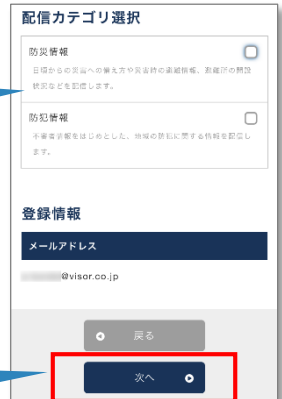 配信カテゴリ選択
防災情報
日頃からの災害への備え方や災害時の避難情報、避難所の開設
状況などを配信します。
防犯情報
不審者情報をはじめとした、地域の防犯に関する情報を配信し
ます。
登録情報
メールアドレス
@visor.co.jp
戻る
次へ